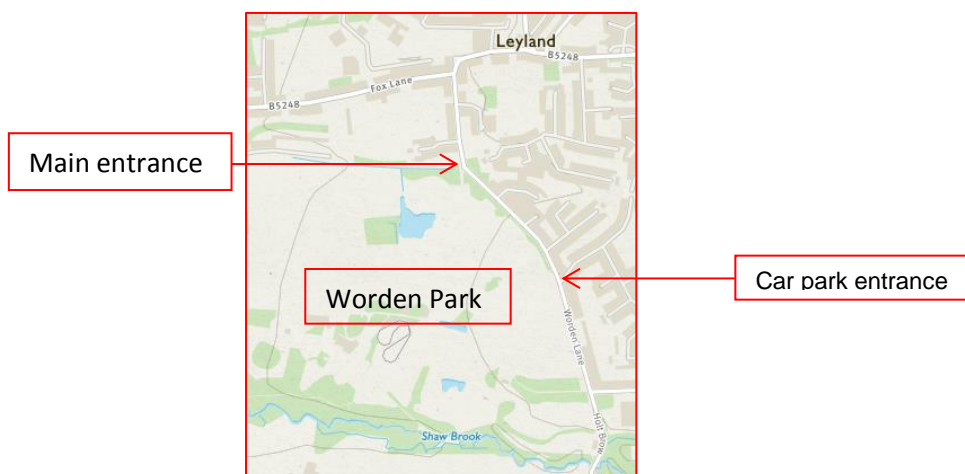 Leyland
B5248
Fox Lane
B5248
Main entrance
Car park entrance
Worden Park
Worden Lane
Holt Brow
Shaw Brook